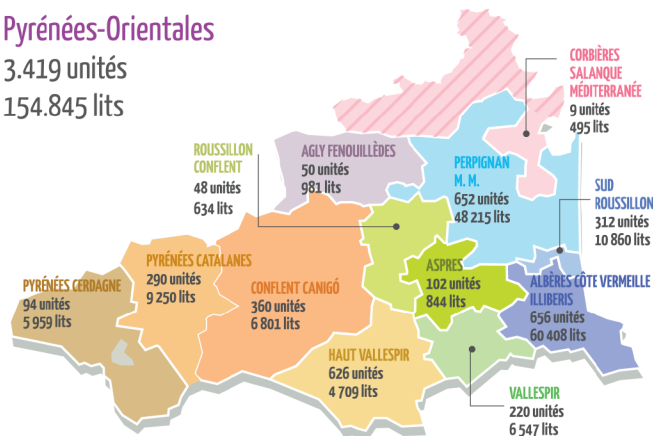 Pyrénées-Orientales
3.419 unités
154.845 lits
CORBIÈRES
SALANQUE
MÉDITERRANÉE
9 unités
495 lits
ROUSSILLON
CONFLENT
48 unités
634 lits
AGLY FENOUILLÈDES
50 unités
981 lits
PERPIGNAN
M. M.
652 unités
48 215 lits
SUD
ROUSSILLON
312 unités
10 860 lits
PYRÉNÉES CATALANES
290 unités
9 250 lits
PYRÉNÉES CERDAGNE
94 unités
5 959 lits
CONFLENT CANIGÓ
360 unités
6 801 lits
ASPRES
102 unités
844 lits
ALBÈRES CÔTE VERMEILLE
ILLIBERIS
656 unités
60 408 lits
HAUT VALLESPIR
626 unités
4 709 lits
VALLESPIR
220 unités
6 547 lits